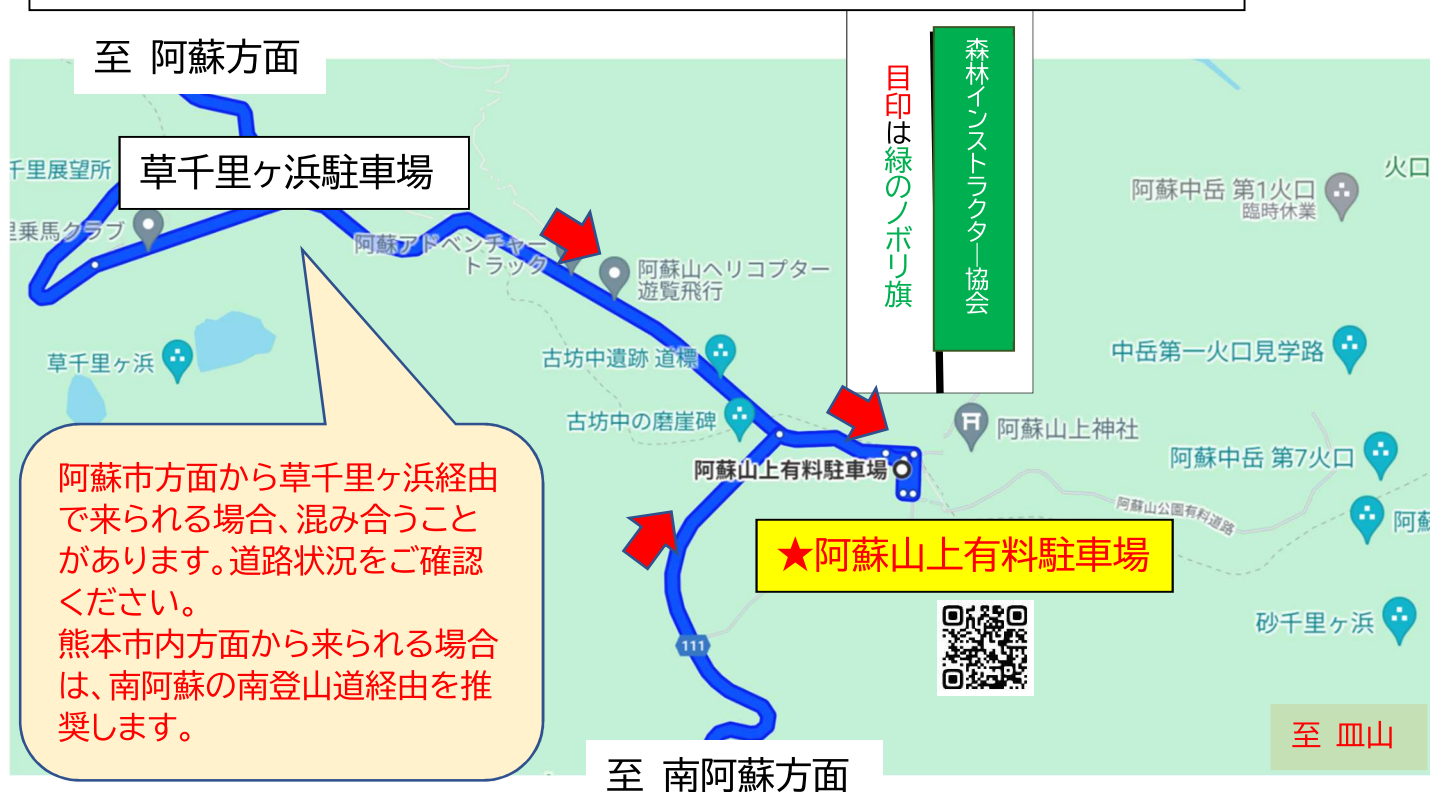 至 阿蘇方面
草千里ヶ浜駐車場
千里展望所
里乗馬クラブ
阿蘇アドベンチャー
トラック
阿蘇山ヘリコプター
遊覧飛行
草千里ヶ浜
古坊中遺跡 道標
古坊中の磨崖碑
目印は緑のノボリ旗
森林インストラクター協会
阿蘇中岳 第1火口
臨時休業
火口
中岳第一火口見学路
阿蘇山上神社
阿蘇中岳 第7火口
阿蘇山上有料駐車場
阿蘇山公園有料道路
阿蘇
★阿蘇山上有料駐車場
砂千里ヶ浜
111
阿蘇市方面から草千里ヶ浜経由
で来られる場合、混み合うこと
があります。道路状況をご確認
ください。
熊本市内方面から来られる場合
は、南阿蘇の南登山道経由を推
奨します。
至 皿山
至 南阿蘇方面